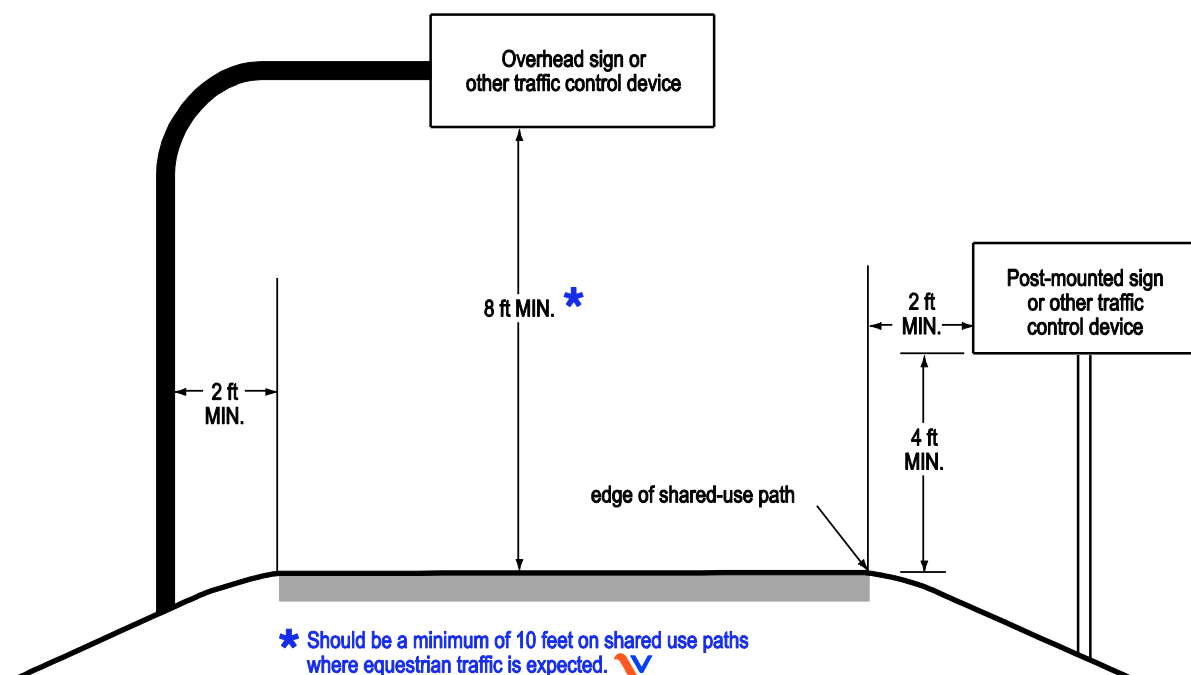 Overhead sign or
other traffic control device
8 ft MIN. *
2 ft
MIN.
2 ft
MIN.
Post-mounted sign
or other traffic
control device
4 ft
MIN.
edge of shared-use path
* Should be a minimum of 10 feet on shared use paths
where equestrian traffic is expected.